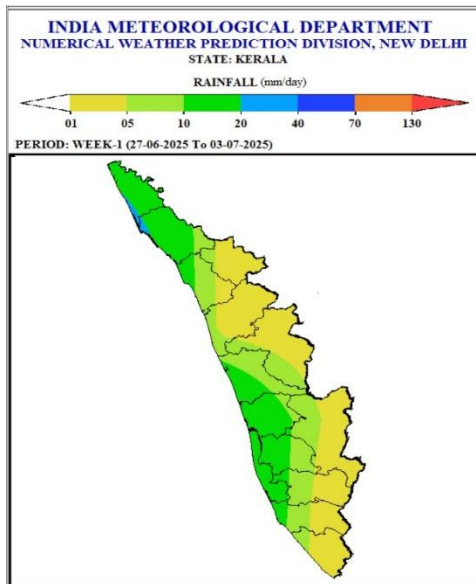 INDIA METEOROLOGICAL DEPARTMENT
NUMERICAL WEATHER PREDICTION DIVISION, NEW DELHI
STATE: KERALA
RAINFALL (mm/day)
01 05 10 20 40 70 130
PERIOD: WEEK-1 (27-06-2025 To 03-07-2025)